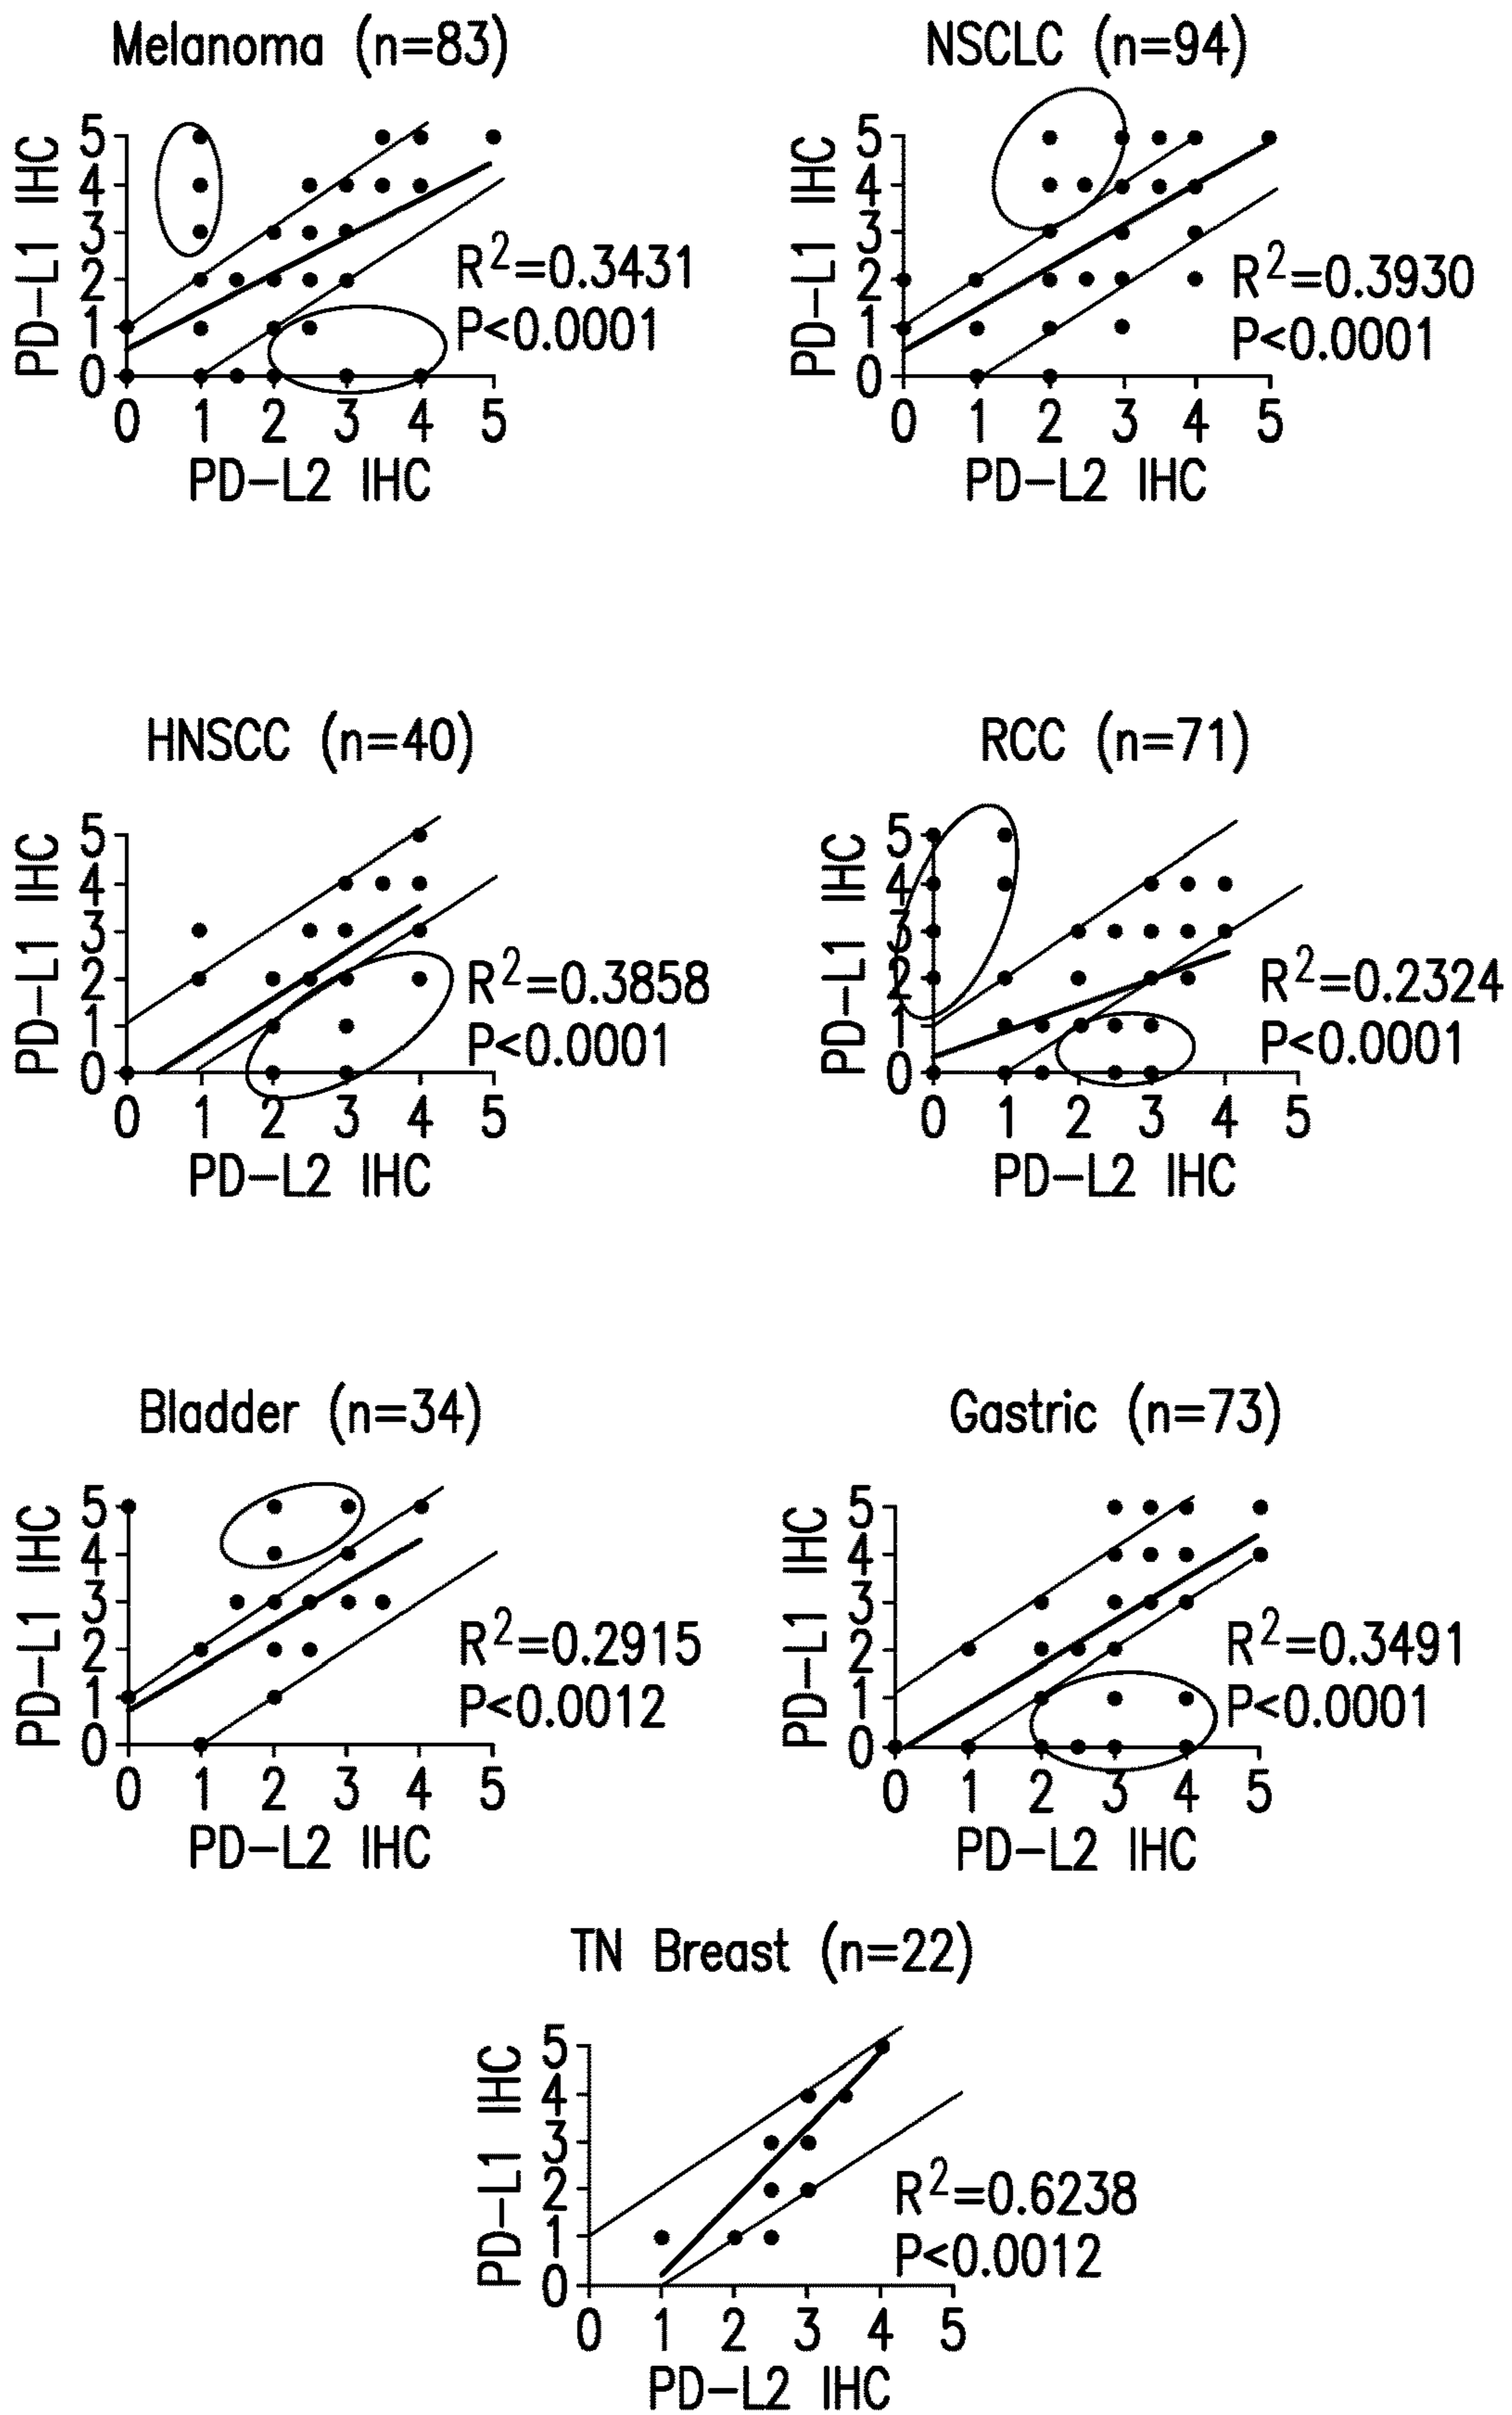 Melanoma (n=83)
PD-L1 IHC
5
4
3
2
1
0
R2=0.3431
P<0.0001
0 1 2 3 4 5
PD-L2 IHC
NSCLC (n=94)
PD-L1 IHC
5
4
3
2
1
0
R2=0.3930
P<0.0001
0 1 2 3 4 5
PD-L2 IHC
HNSCC (n=40)
PD-L1 IHC
5
4
3
2
1
0
R2=0.3858
P<0.0001
0 1 2 3 4 5
PD-L2 IHC
RCC (n=71)
PD-L1 IHC
5
4
3
2
1
0
R2=0.2324
P<0.0001
0 1 2 3 4 5
PD-L2 IHC
Bladder (n=34)
PD-L1 IHC
5
4
3
2
1
0
R2=0.2915
P<0.0012
0 1 2 3 4 5
PD-L2 IHC
Gastric (n=73)
PD-L1 IHC
5
4
3
2
1
0
R2=0.3491
P<0.0001
0 1 2 3 4 5
PD-L2 IHC
TN Breast (n=22)
PD-L1 IHC
5
4
3
2
1
0
R2=0.6238
P<0.0012
0 1 2 3 4 5
PD-L2 IHC